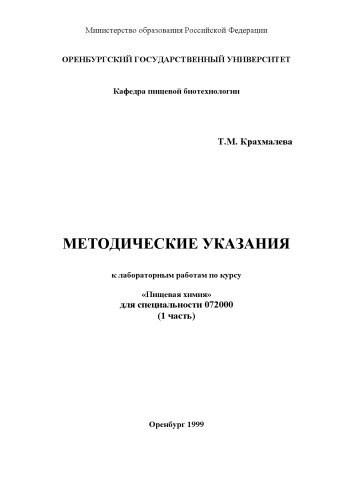 Министерство образования Российской Федерации
ОРЕНБУРГСКИЙ ГОСУДАРСТВЕННЫЙ УНИВЕРСИТЕТ
Кафедра пищевой биотехнологии
Т.М. Крахмалева
МЕТОДИЧЕСКИЕ УКАЗАНИЯ
к лабораторным работам по курсу
«Пищевая химия»
для специальности 072000
(1 часть)
Оренбург 1999